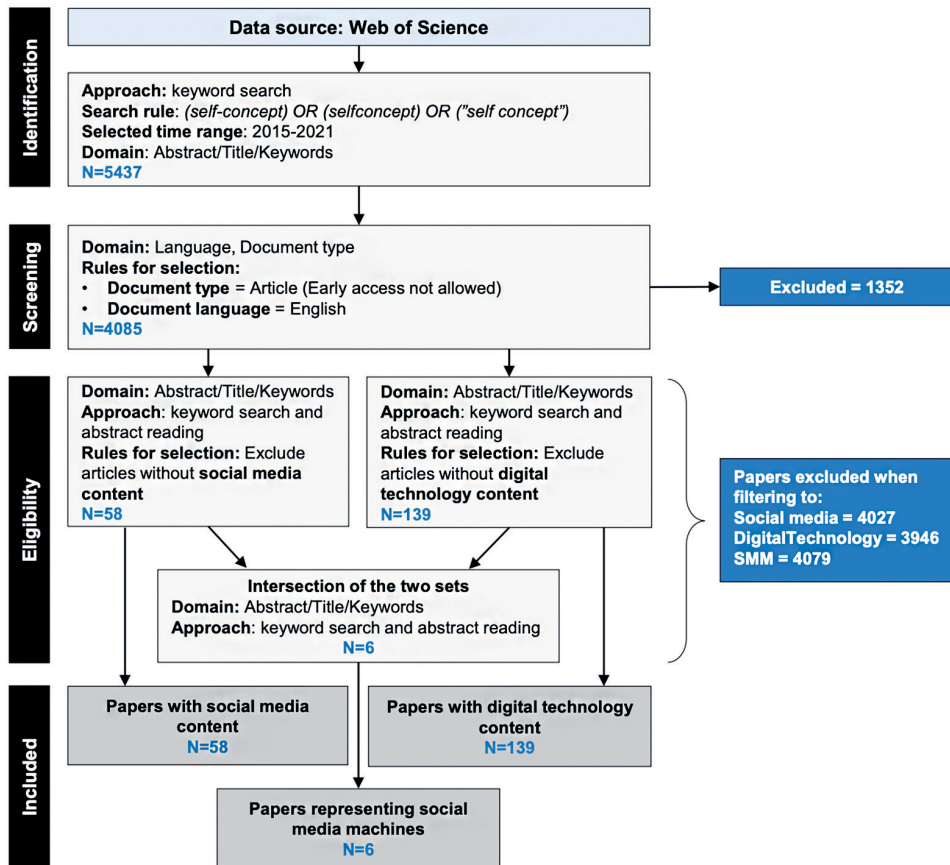 Identification
Data source: Web of Science
Approach: keyword search
Search rule: (self-concept) OR (selfconcept) OR ("self concept")
Selected time range: 2015-2021
Domain: Abstract/Title/Keywords
N=5437
Screening
Domain: Language, Document type
Rules for selection:
• Document type = Article (Early access not allowed)
• Document language = English
N=4085
Excluded = 1352
Eligibility
Domain: Abstract/Title/Keywords
Approach: keyword search and
abstract reading
Rules for selection: Exclude
articles without social media
content
N=58
Domain: Abstract/Title/Keywords
Approach: keyword search and
abstract reading
Rules for selection: Exclude
articles without digital
technology content
N=139
Papers excluded when
filtering to:
Social media = 4027
DigitalTechnology = 3946
SMM = 4079
Intersection of the two sets
Domain: Abstract/Title/Keywords
Approach: keyword search and abstract reading
N=6
Included
Papers with social media
content
N=58
Papers with digital technology
content
N=139
Papers representing social
media machines
N=6